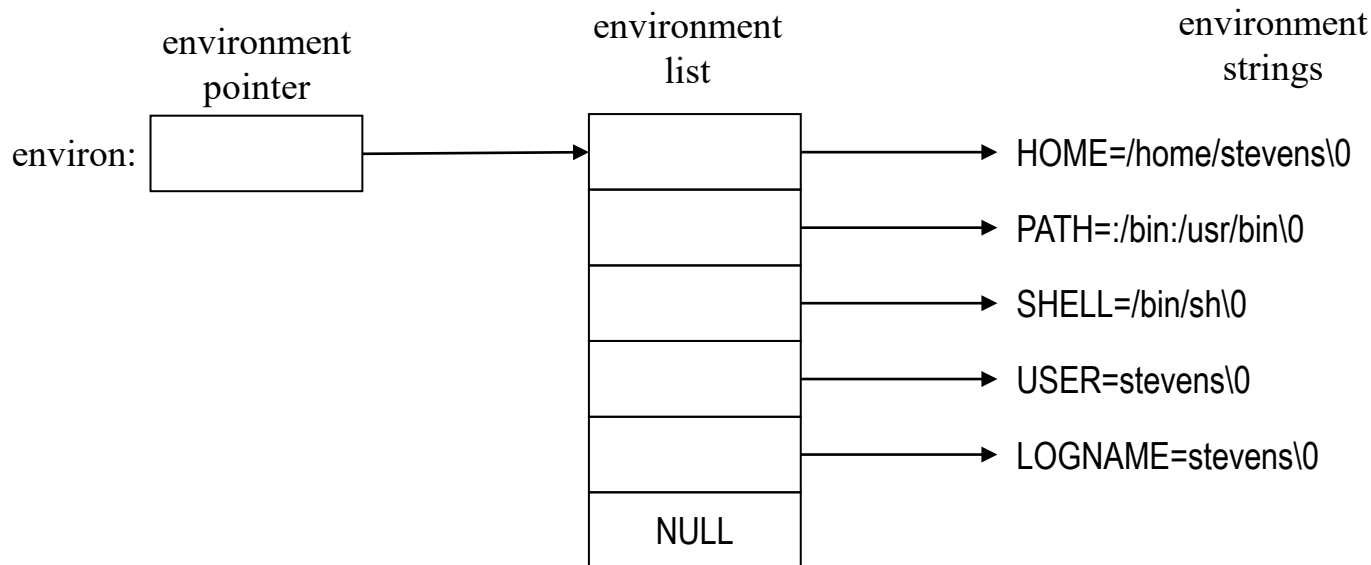 environment
pointer
environment
list
environment
strings
environ:
HOME=/home/stevens\0
PATH=:/bin:/usr/bin\0
SHELL=/bin/sh\0
USER=stevens\0
LOGNAME=stevens\0
NULL